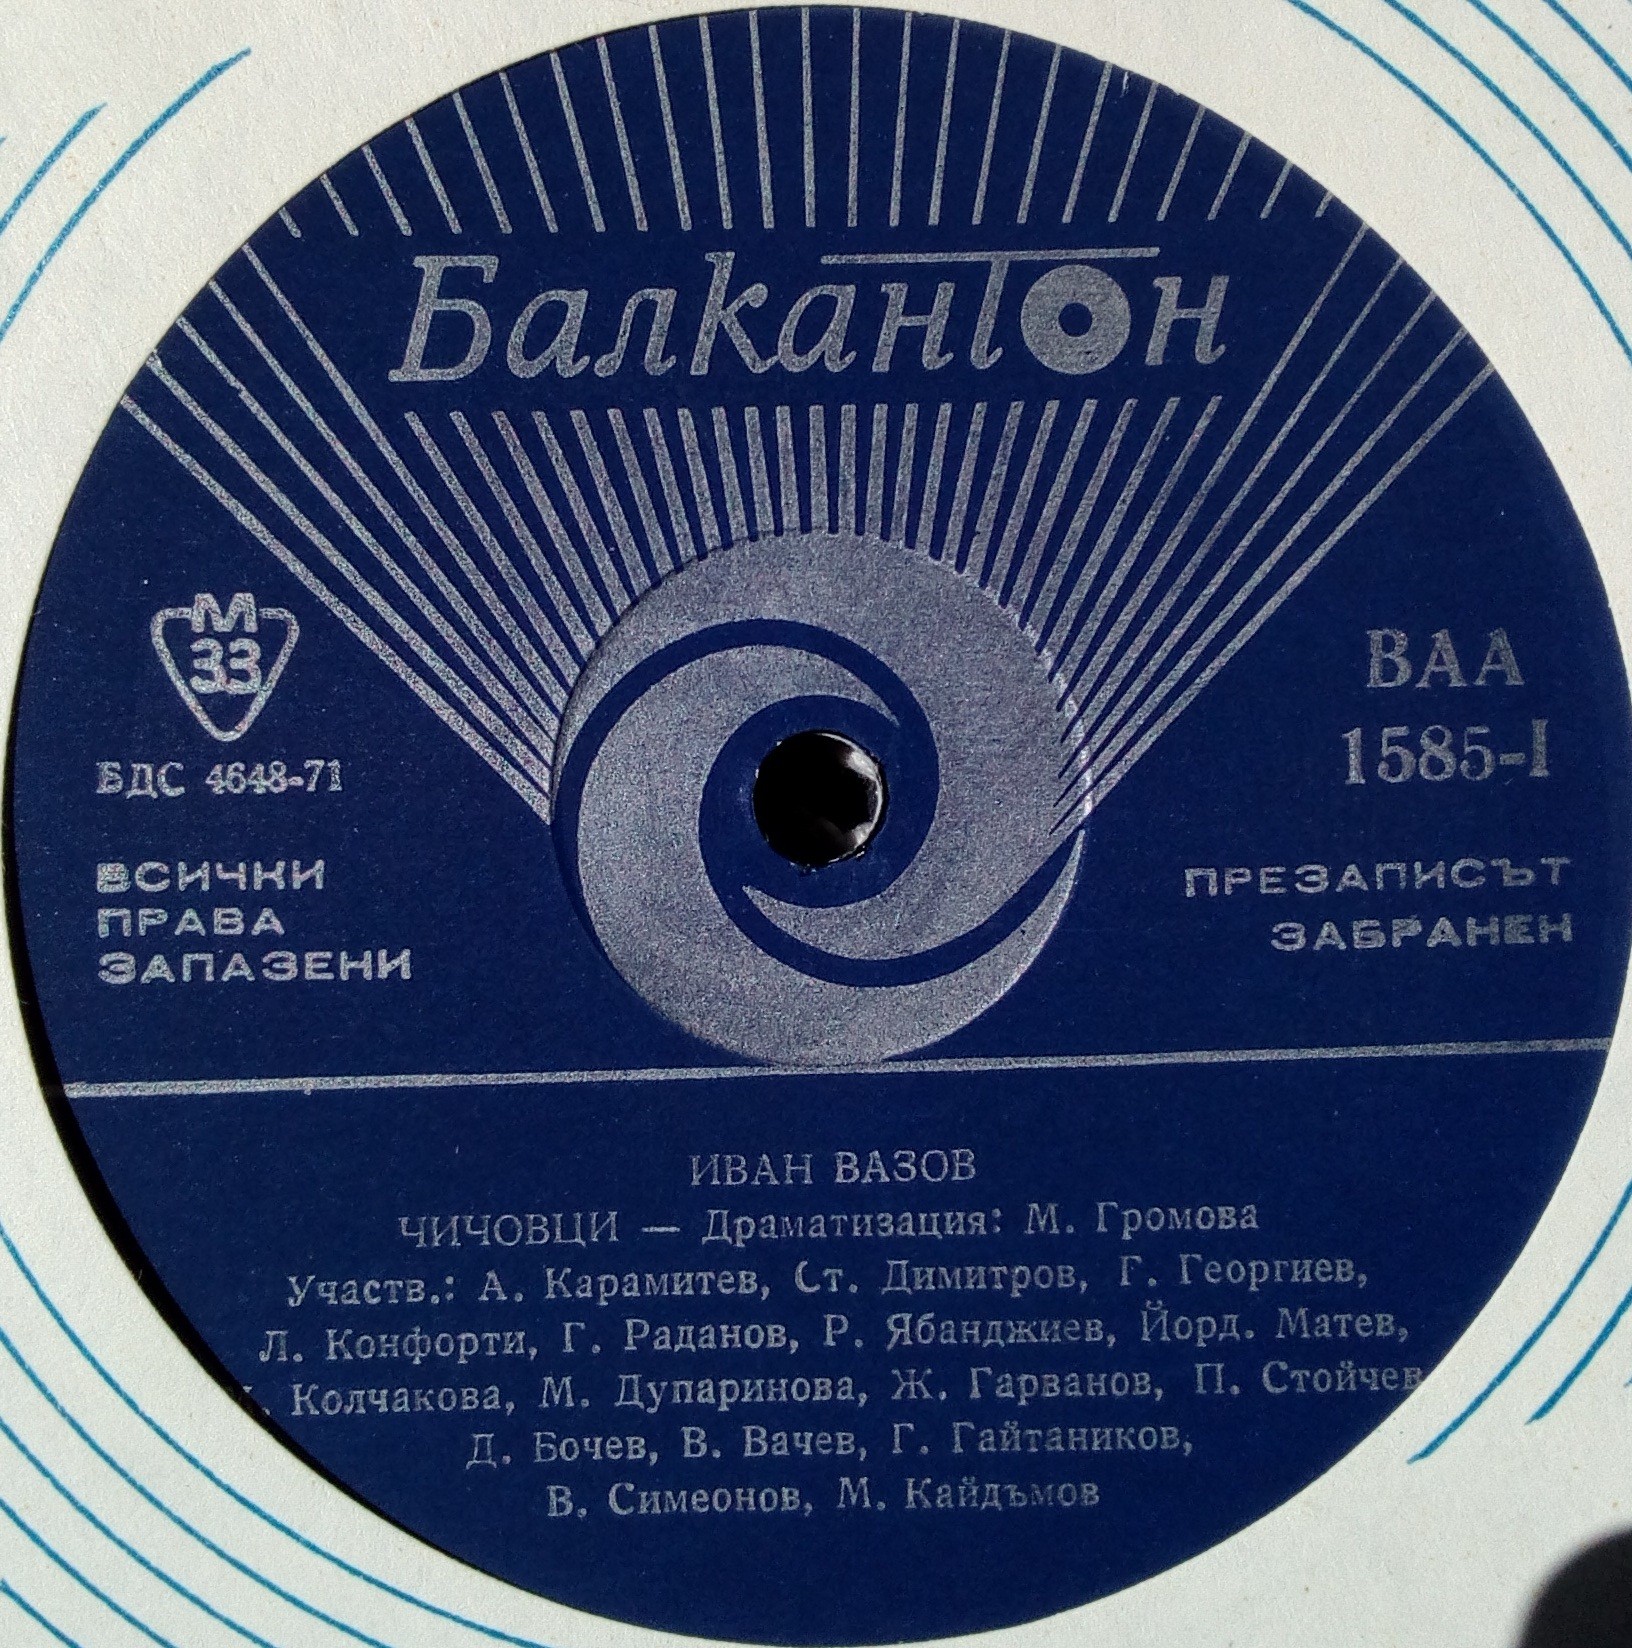 Балкантон
М
33
БДС 4648-71
ВСИЧКИ
ПРАВА
ЗАПАЗЕНИ
ВАА
1585-I
ПРЕЗАПИСЪТ
ЗАБРАНЕН
ИВАН ВАЗОВ
ЧИЧОВЦИ — Драматизация: М. Громова
Участв.: А. Карамитев, Ст. Димитров, Г. Георгиев,
Л. Конфорти, Г. Раданов, Р. Ябанджиев, Йорд. Матев,
Колчакова, М. Дупаринова, Ж. Гарванов, П. Стойчев
Д. Бочев, В. Вачев, Г. Гайтаников,
В. Симеонов, М. Кайдъмов